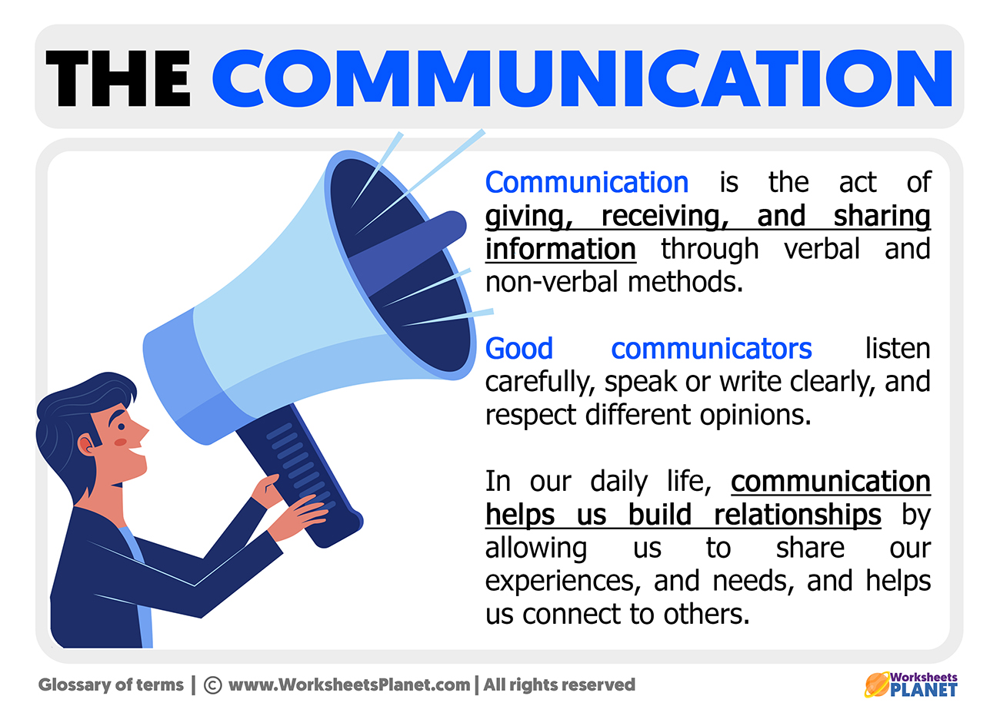 THE COMMUNICATION
Communication is the act of
giving, receiving, and sharing
information through verbal and
non-verbal methods.
Good communicators listen
carefully, speak or write clearly, and
respect different opinions.
In our daily life, communication
helps us build relationships by
allowing us to share our
experiences, and needs, and helps
us connect to others.
Glossary of terms | © www.WorksheetsPlanet.com | All rights reserved
Worksheets
PLANET